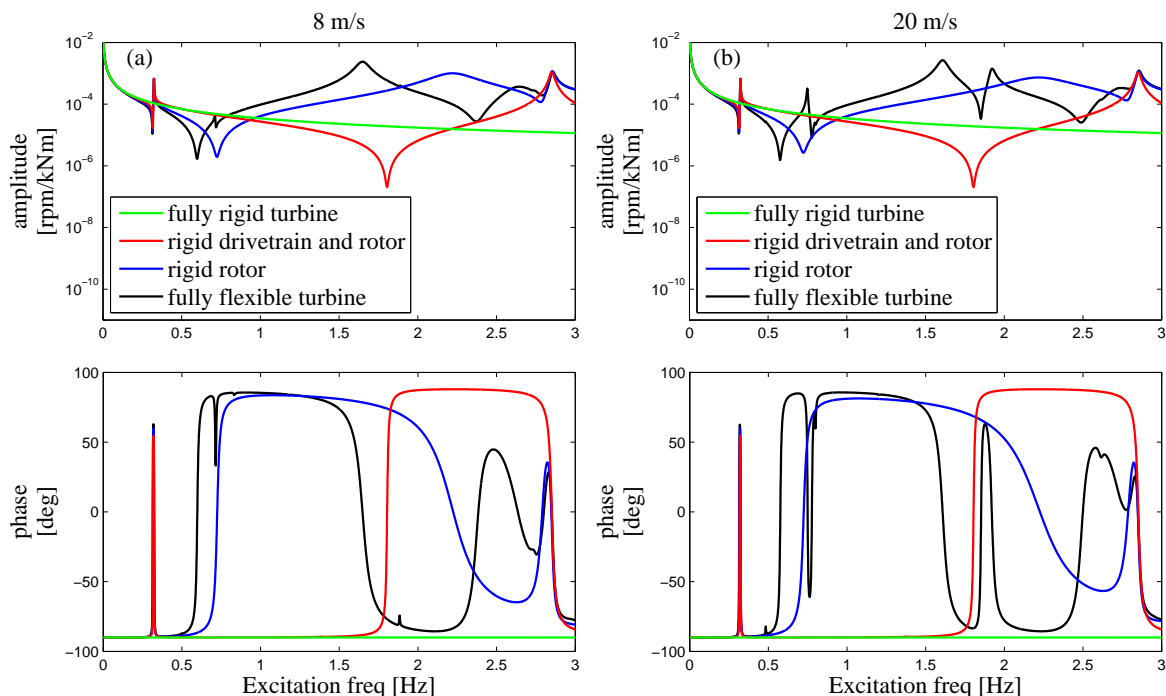 8 m/s
20 m/s
(a)
(b)
amplitude
[rpm/kNm]
10−2
10−4
10−6
10−8
10−10
fully rigid turbine
rigid drivetrain and rotor
rigid rotor
fully flexible turbine
0 0.5 1 1.5 2 2.5 3
amplitude
[rpm/kNm]
10−2
10−4
10−6
10−8
10−10
fully rigid turbine
rigid drivetrain and rotor
rigid rotor
fully flexible turbine
0 0.5 1 1.5 2 2.5 3
phase
[deg]
100
50
0
−50
−100
0 0.5 1 1.5 2 2.5 3
Excitation freq [Hz]
phase
[deg]
100
50
0
−50
−100
0 0.5 1 1.5 2 2.5 3
Excitation freq [Hz]